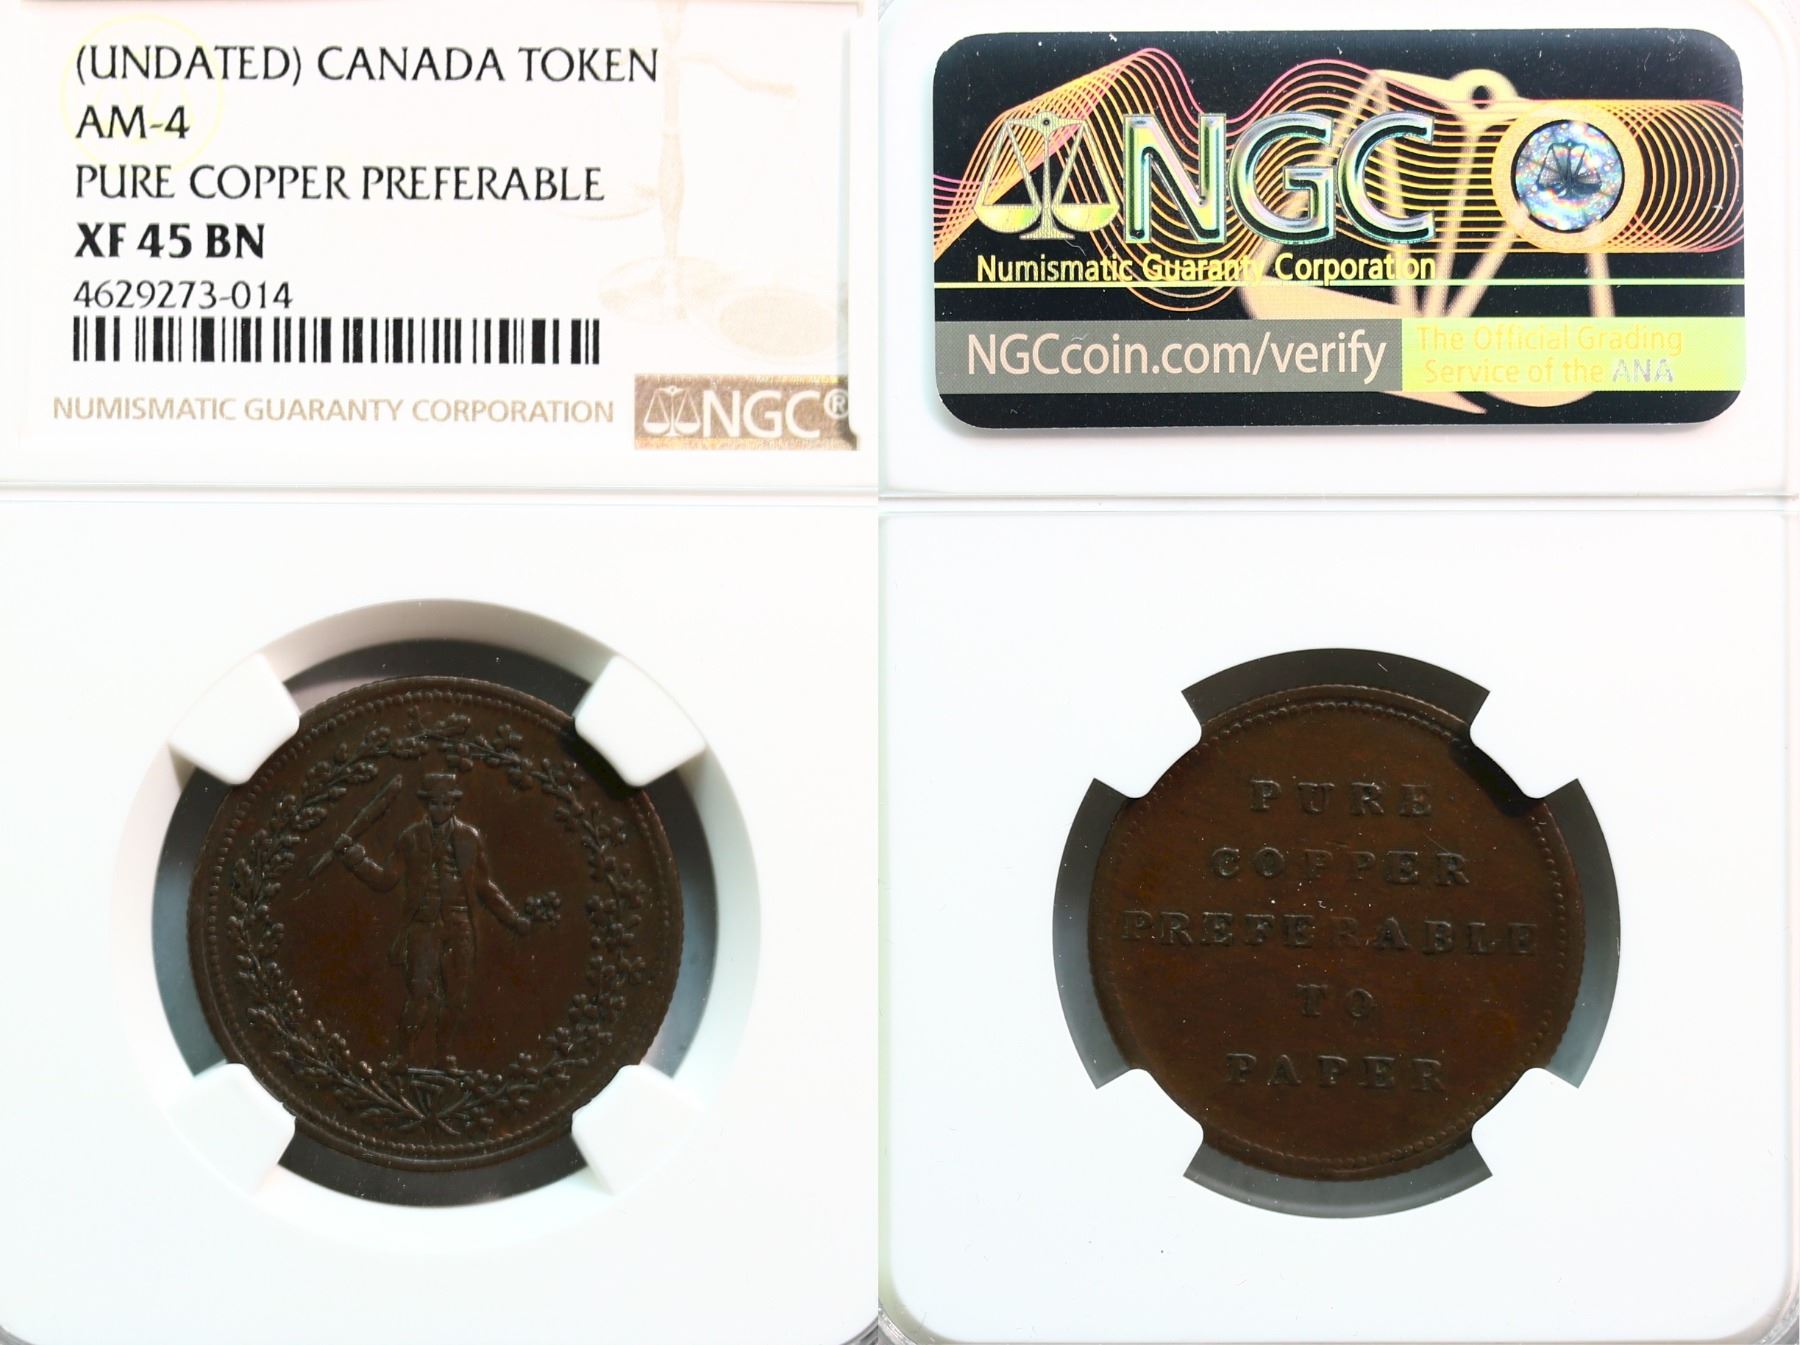 (UNDATED) CANADA TOKEN
AM-4
PURE COPPER PREFERABLE
XF 45 BN
4629273-014
NUMISMATIC GUARANTY CORPORATION
NGC®
NGC
Numismatic Guaranty Corporation
NGCcoin.com/verify
The Official Grading
Service of the ANA
PURE
COPPER
PREFERABLE
TO
PAPER